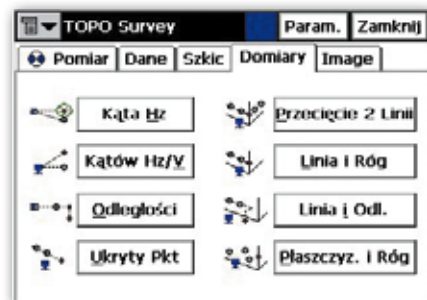 TOPO Survey Param. Zamknij
Pomiar Dane Szkic Domiary Image
Kąta Hz Przecięcie 2 Linii
Kątów Hz/V Linia i Róg
Odległości Linia i Odl.
Ukryty Pkt Płaszczyz. i Róg